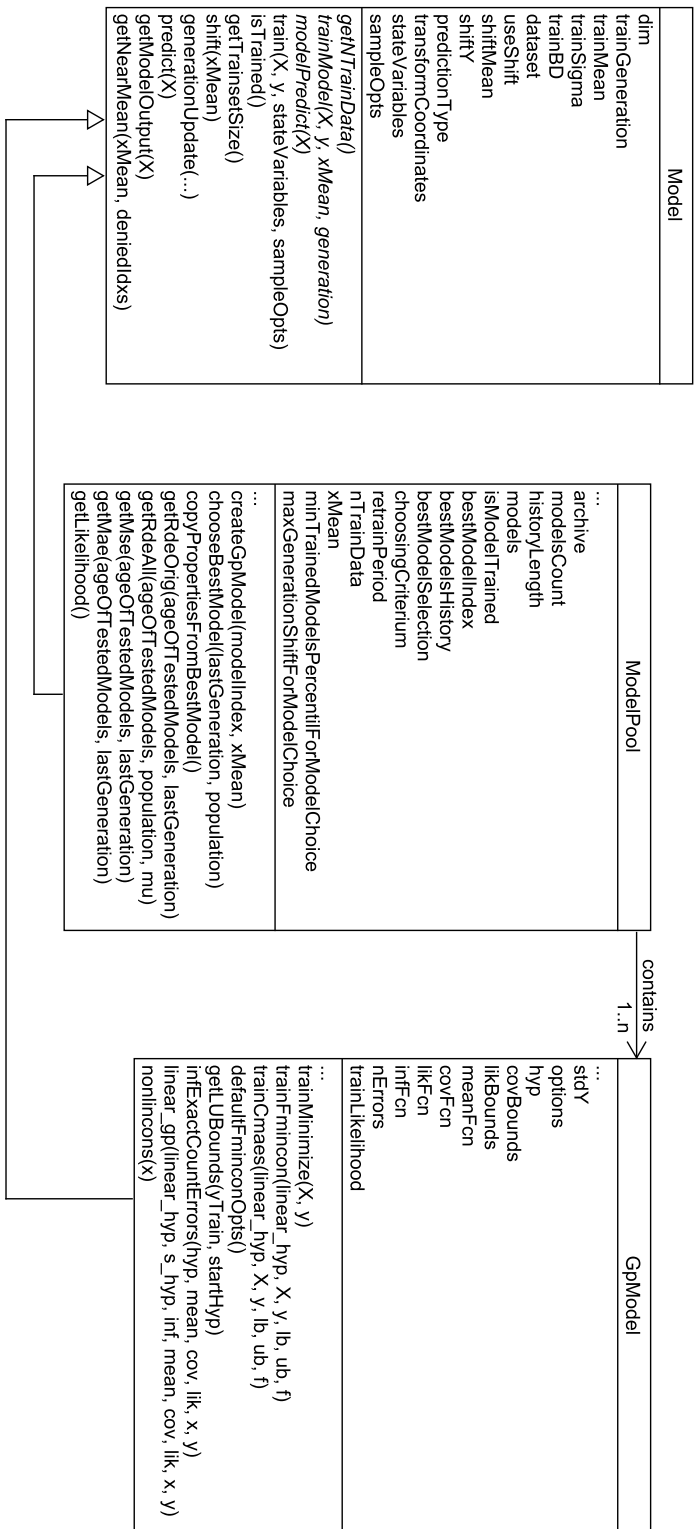 Model
dim
trainGeneration
trainMean
trainSigma
trainBD
dataset
useShift
shiftMean
shiftY
predictionType
transformCoordinates
stateVariables
sampleOpts
getNTrainData()
trainModel(X, y, xMean, generation)
modelPredict(X)
train(X, y, stateVariables, sampleOpts)
isTrained()
getTrainsetSize()
shift(xMean)
generationUpdate(...)
predict(X)
getModelOutput(X)
getNearMean(xMean, deniedIdxs)
ModelPool
...
archive
modelsCount
historyLength
models
isModelTrained
bestModelIndex
bestModelsHistory
bestModelSelection
choosingCriterium
retrainPeriod
nTrainData
xMean
minTrainedModelsPercentilForModelChoice
maxGenerationShiftForModelChoice
...
createGpModel(modelIndex, xMean)
chooseBestModel(lastGeneration, population)
copyPropertiesFromBestModel()
getRdeOrig(ageOfTestedModels, lastGeneration)
getRdeAll(ageOfTestedModels, population, mu)
getMse(ageOfTestedModels, lastGeneration)
getMae(ageOfTestedModels, lastGeneration)
getLikelihood()
contains
1..n
GpModel
...
stdY
options
hyp
covBounds
likBounds
meanFcn
covFcn
likFcn
infFcn
nErrors
trainLikelihood
...
trainMinimize(X, y)
trainFmincon(linear_hyp, X, y, lb, ub, f)
trainCmaes(linear_hyp, X, y, lb, ub, f)
defaultFminconOpts()
getLUBounds(yTrain, startHyp)
infExactCountErrors(hyp, mean, cov, lik, x, y)
linear_gp(linear_hyp, s_hyp, inf, mean, cov, lik, x, y)
nonlincons(x)